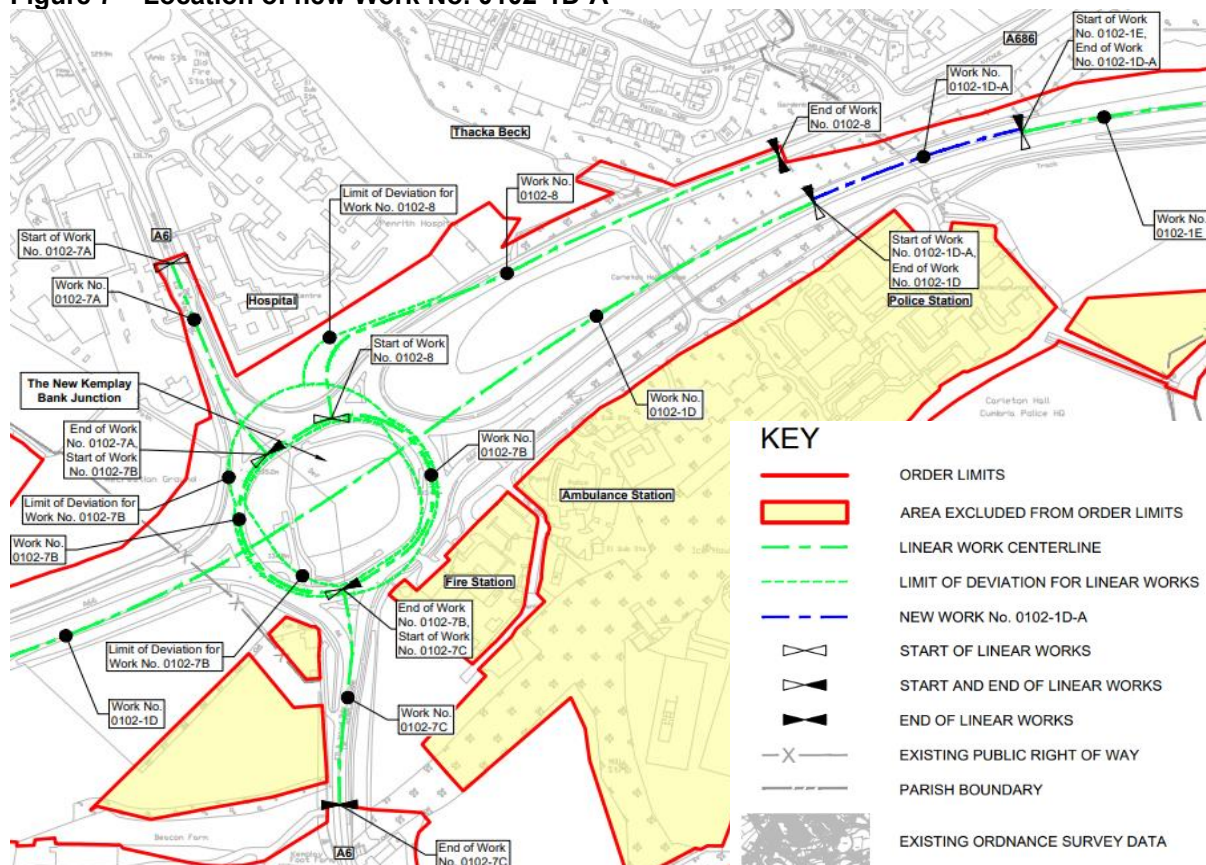 Figure 7 – Location of new Work No. 0102-1D-A
A686
Start of Work
No. 0102-1E,
End of Work
No. 0102-1D-A
Work No.
0102-1D-A
End of Work
No. 0102-8
Thacka Beck
Work No.
0102-8
Limit of Deviation for
Work No. 0102-8
Start of Work
No. 0102-7A
A6
Work No.
0102-7A
Hospital
Work No.
0102-1E
Start of Work
No. 0102-1D-A,
End of Work
No. 0102-1D
Police Station
Start of Work
No. 0102-8
Work No.
0102-1D
The New Kemplay
Bank Junction
End of Work
No. 0102-7A,
Start of Work
No. 0102-7B
Work No.
0102-7B
Carleton Hall
Cumbria Police HQ
Recreation Ground
Limit of Deviation for
Work No. 0102-7B
Ambulance Station
Work No.
0102-7B
Fire Station
A66
End of Work
No. 0102-7B,
Start of Work
No. 0102-7C
Limit of Deviation for
Work No. 0102-7B
Work No.
0102-1D
Work No.
0102-7C
Beacon Farm
End of Work
No. 0102-7C
A6
KEY
ORDER LIMITS
AREA EXCLUDED FROM ORDER LIMITS
LINEAR WORK CENTERLINE
LIMIT OF DEVIATION FOR LINEAR WORKS
NEW WORK No. 0102-1D-A
START OF LINEAR WORKS
START AND END OF LINEAR WORKS
END OF LINEAR WORKS
EXISTING PUBLIC RIGHT OF WAY
PARISH BOUNDARY
EXISTING ORDNANCE SURVEY DATA